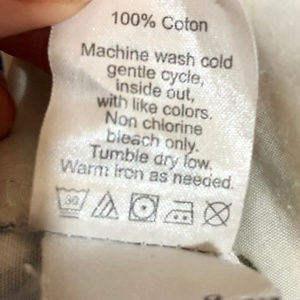 100% Coton
Machine wash cold
gentle cycle,
inside out,
with like colors.
Non chlorine
bleach only.
Tumble dry low.
Warm iron as needed.
30